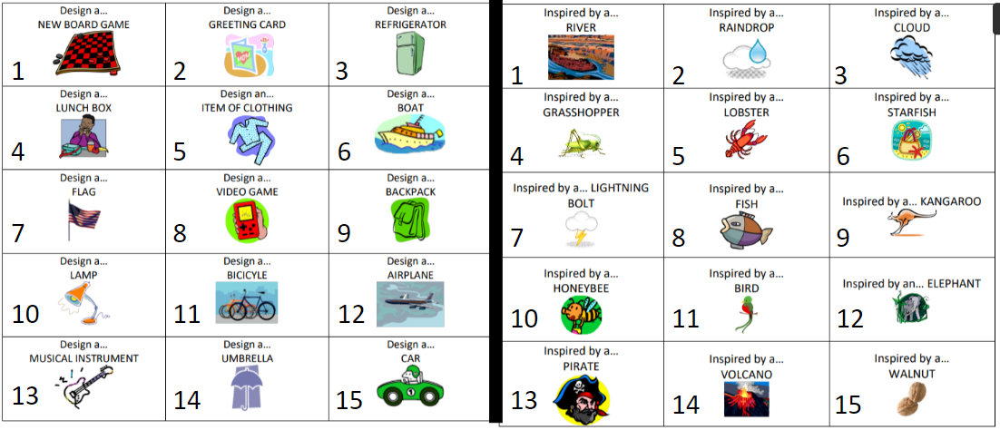 Design a...
NEW BOARD GAME
1
Design a...
GREETING CARD
2
Design a...
REFRIGERATOR
3
Design a...
LUNCH BOX
4
Design an...
ITEM OF CLOTHING
5
Design a...
BOAT
6
Design a...
FLAG
7
Design a...
VIDEO GAME
8
Design a...
BACKPACK
9
Design a...
LAMP
10
Design a...
BICICYLE
11
Design a...
AIRPLANE
12
Design a...
MUSICAL INSTRUMENT
13
Design a...
UMBRELLA
14
Design a...
CAR
15
Inspired by a...
RIVER
1
Inspired by a...
RAINDROP
2
Inspired by a...
CLOUD
3
Inspired by a...
GRASSHOPPER
4
Inspired by a...
LOBSTER
5
Inspired by a...
STARFISH
6
Inspired by a... LIGHTNING
BOLT
7
Inspired by a...
FISH
8
Inspired by a... KANGAROO
9
Inspired by a...
HONEYBEE
10
Inspired by a...
BIRD
11
Inspired by an... ELEPHANT
12
Inspired by a...
PIRATE
13
Inspired by a...
VOLCANO
14
Inspired by a...
WALNUT
15